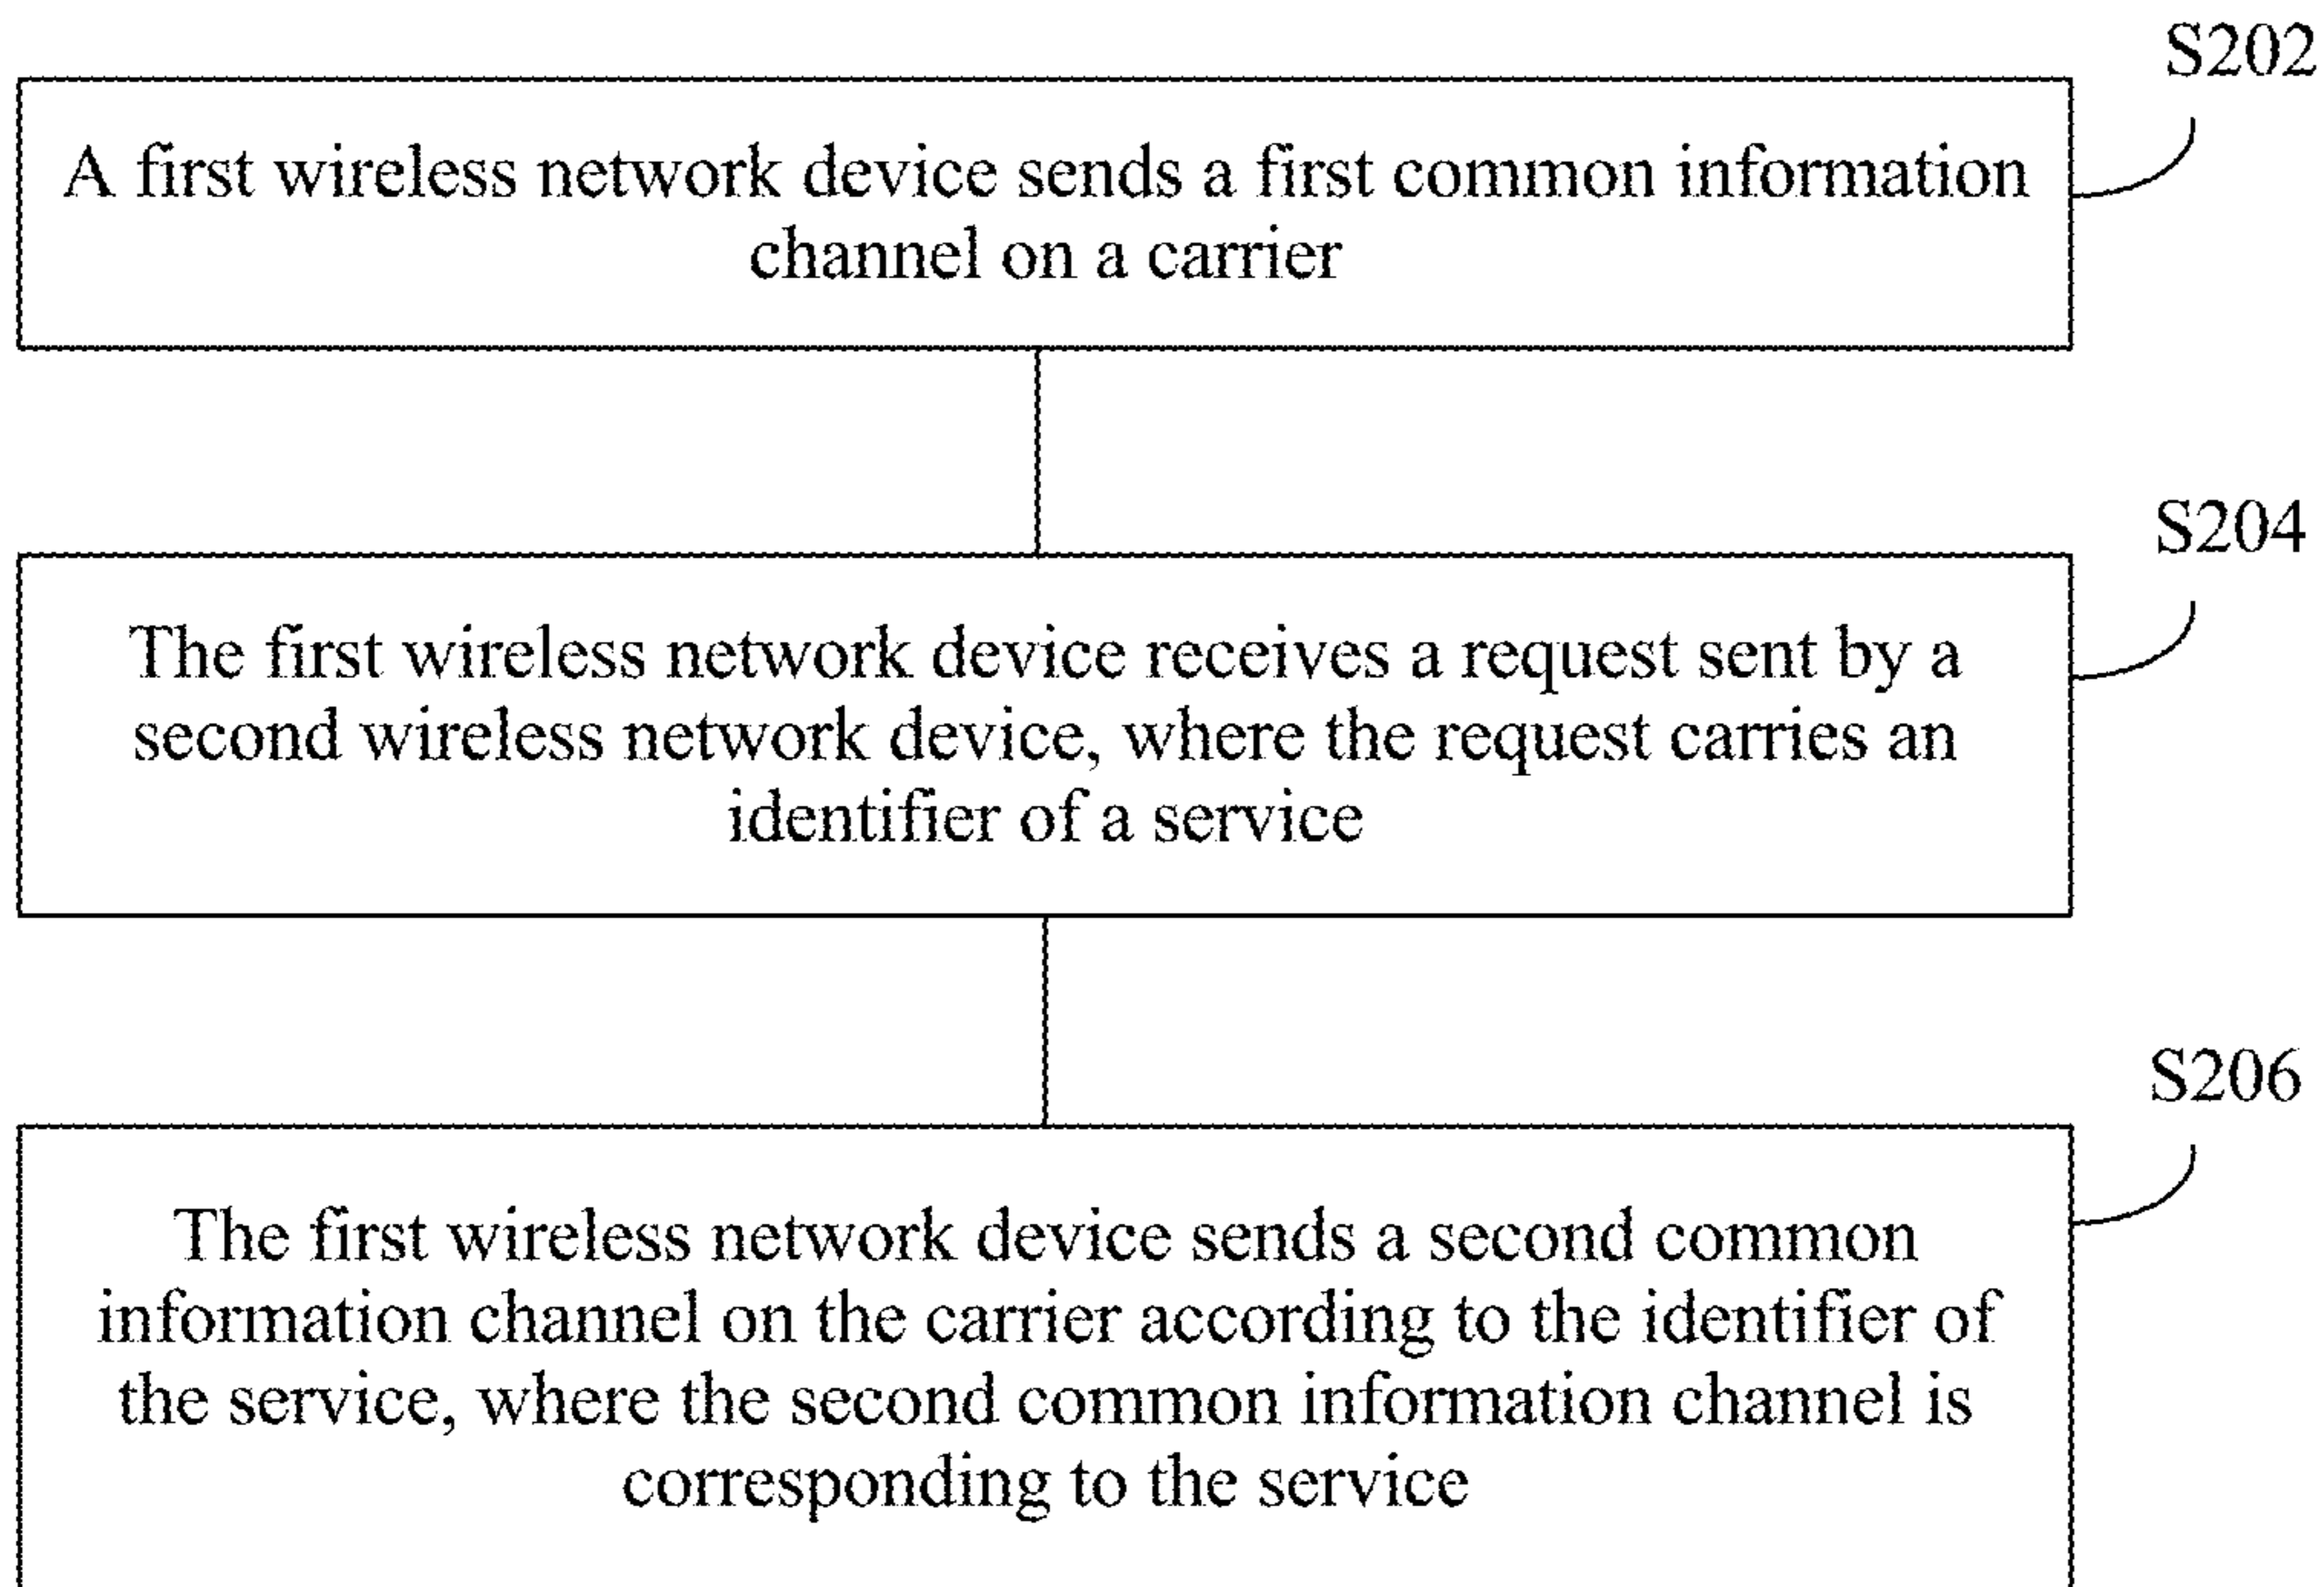 S202
A first wireless network device sends a first common information
channel on a carrier
S204
The first wireless network device receives a request sent by a
second wireless network device, where the request carries an
identifier of a service
S206
The first wireless network device sends a second common
information channel on the carrier according to the identifier of
the service, where the second common information channel is
corresponding to the service